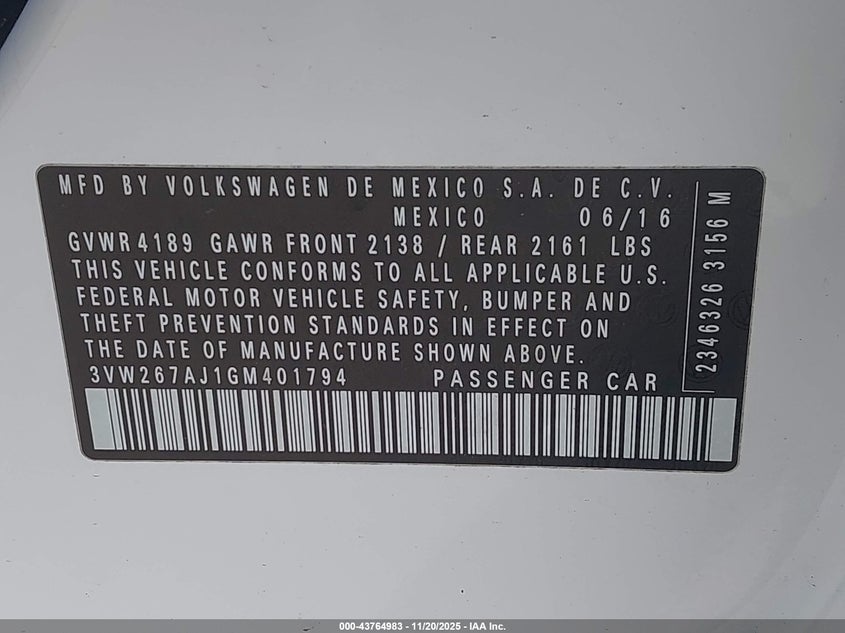 MFD BY VOLKSWAGEN DE MEXICO S.A. DE C.V.
MEXICO 06/16
GVWR 4189 GAWR FRONT 2138 / REAR 2161 LBS
THIS VEHICLE CONFORMS TO ALL APPLICABLE U.S.
FEDERAL MOTOR VEHICLE SAFETY, BUMPER AND
THEFT PREVENTION STANDARDS IN EFFECT ON
THE DATE OF MANUFACTURE SHOWN ABOVE.
3VW267AJ1GM401794 PASSENGER CAR
2346326 3156 M
000-43764983 - 11/20/2025 - IAA Inc.